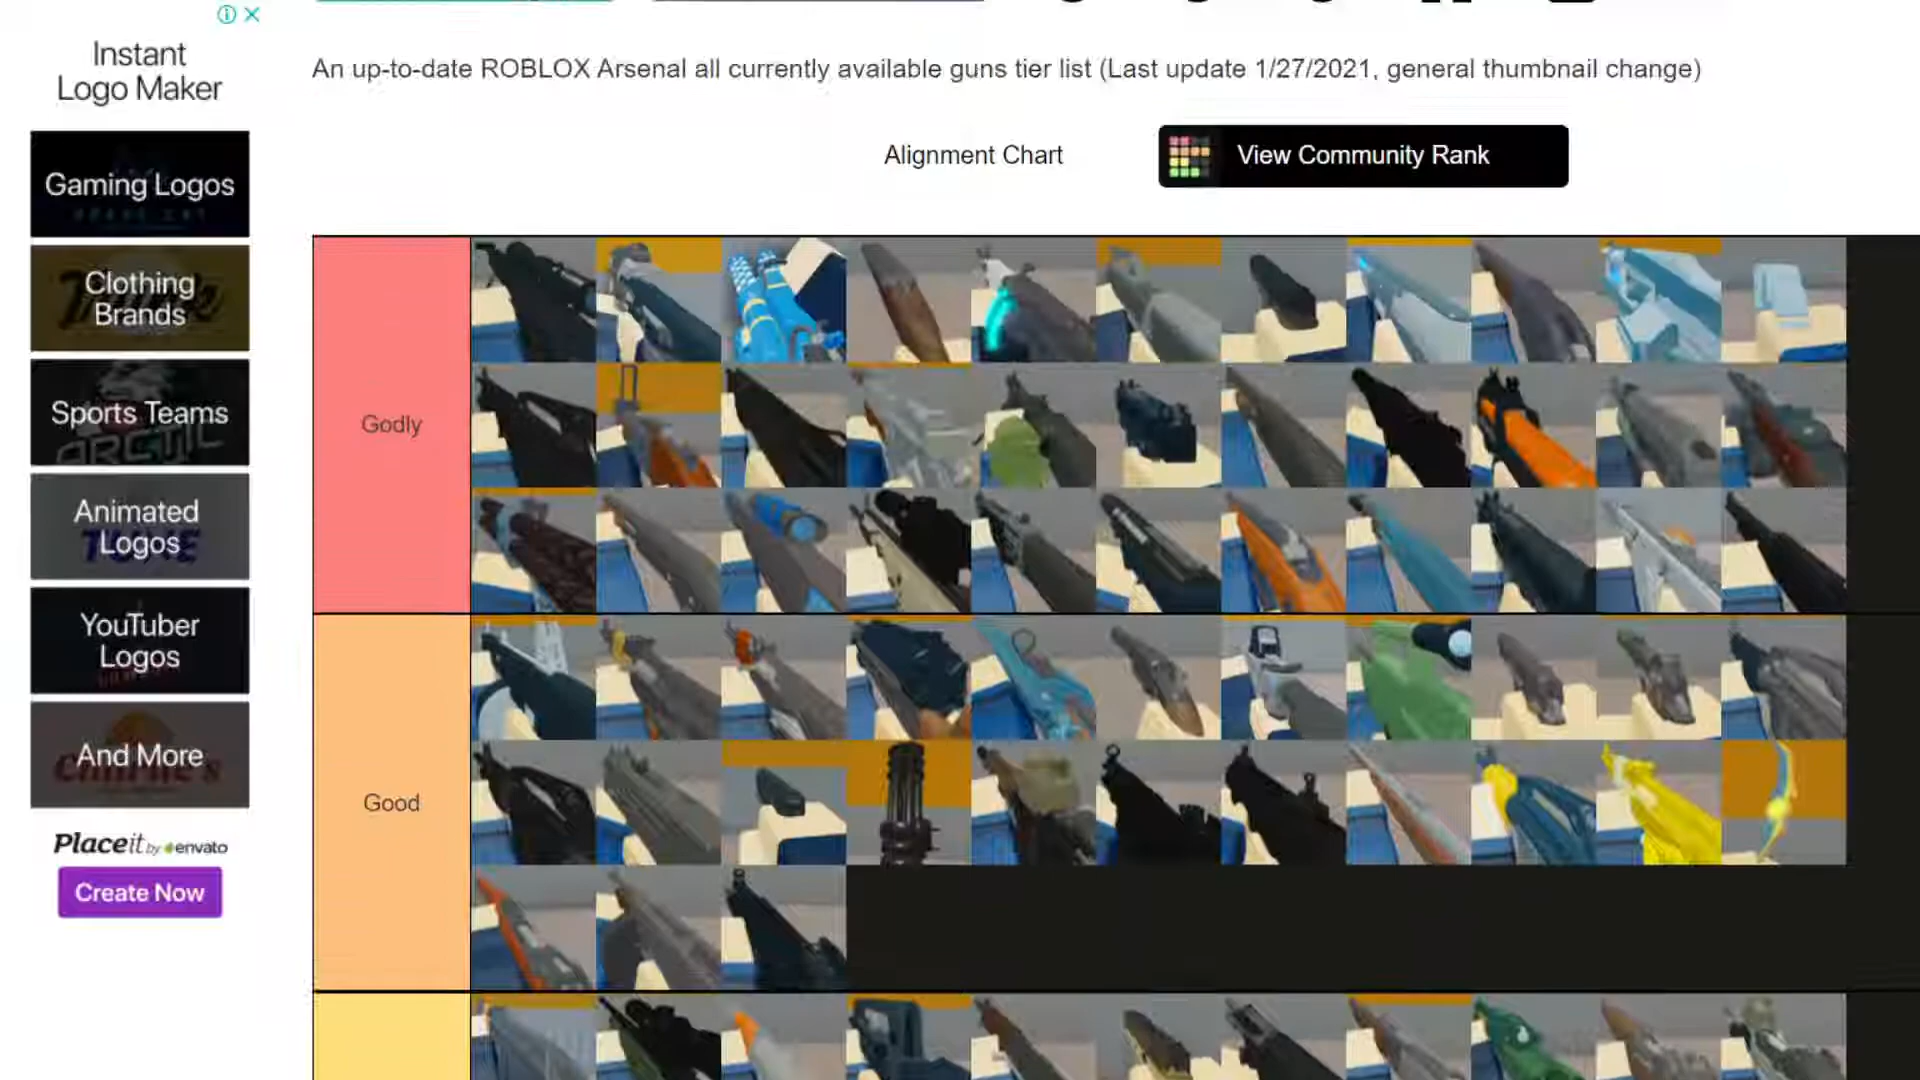 Instant
Logo Maker
Gaming Logos
Clothing
Brands
Sports Teams
ARCTIC
Animated
Logos
YouTuber
Logos
And More
Placeit by envato
Create Now
An up-to-date ROBLOX Arsenal all currently available guns tier list (Last update 1/27/2021, general thumbnail change)
Alignment Chart
View Community Rank
Godly
Good